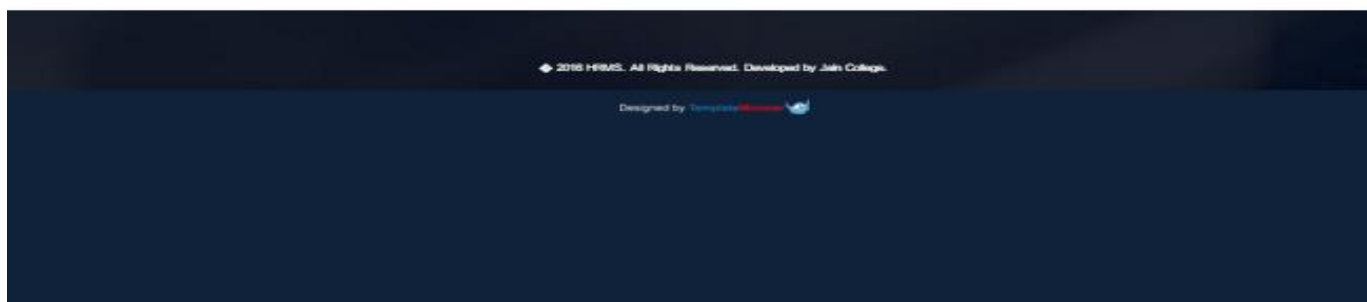 � 2016 HRMS. All Rights Reserved. Developed by Jain College.
Designed by TemplateMonster